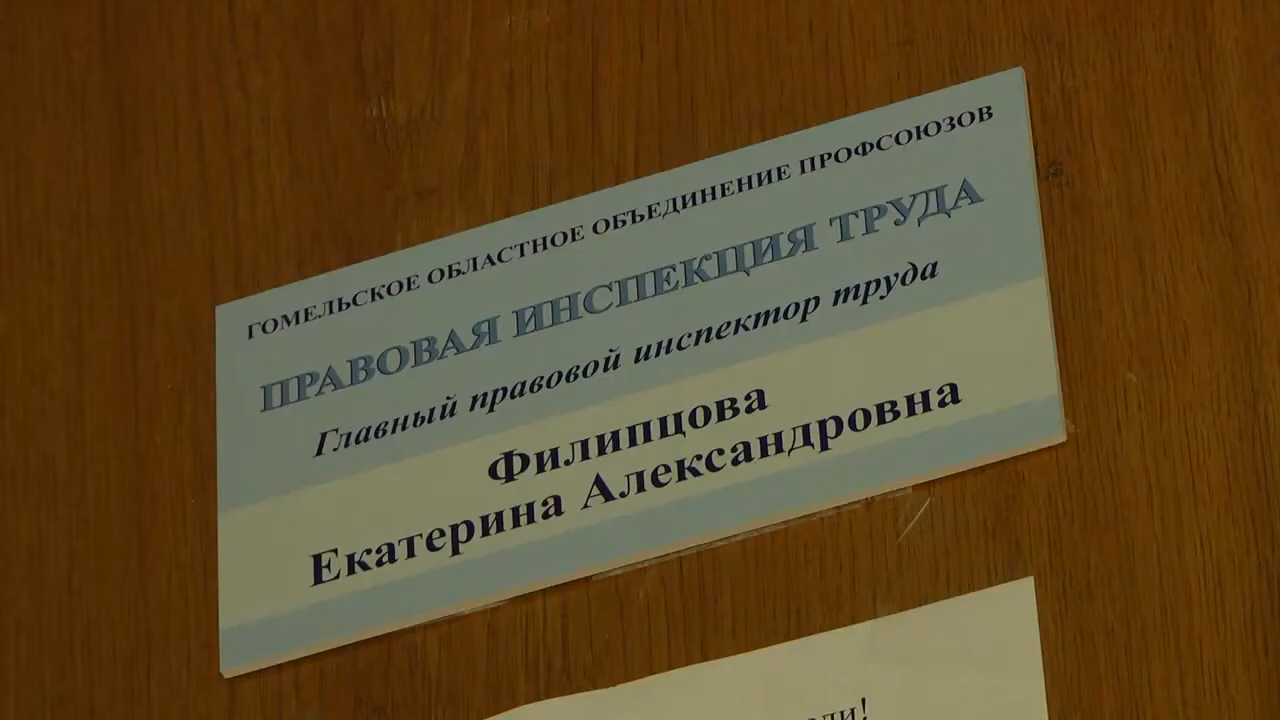 ГОМЕЛЬСКОЕ ОБЛАСТНОЕ ОБЪЕДИНЕНИЕ ПРОФСОЮЗОВ
ПРАВОВАЯ ИНСПЕКЦИЯ ТРУДА
Главный правовой инспектор труда
Филипцова
Екатерина Александровна